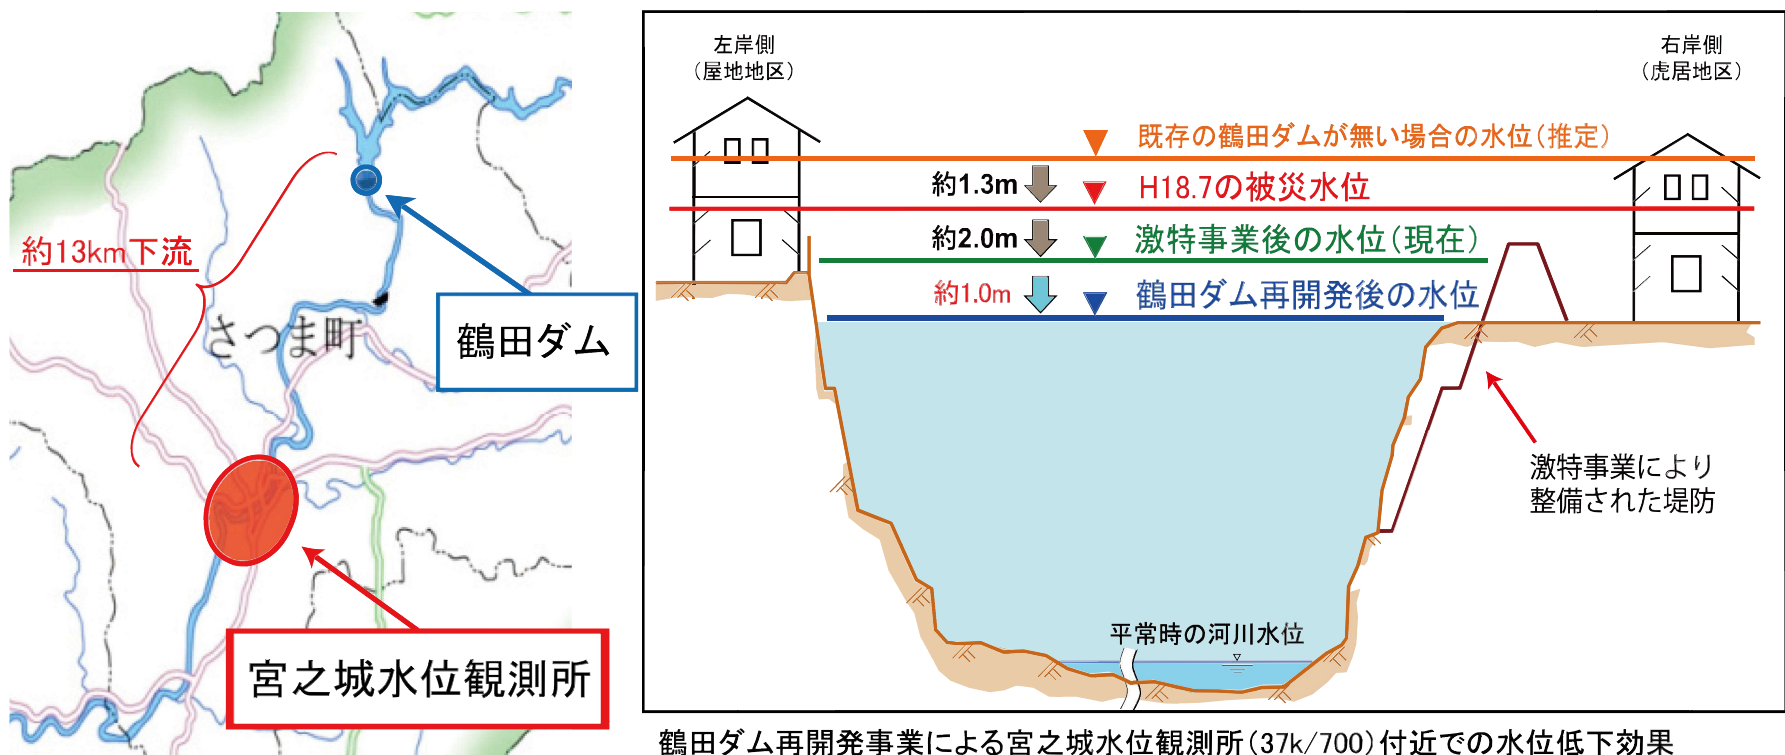 約13km下流
さつま町
鶴田ダム
宮之城水位観測所
左岸側
（屋地地区）
右岸側
（虎居地区）
既存の鶴田ダムが無い場合の水位（推定）
約1.3m
H18.7の被災水位
約2.0m
激特事業後の水位（現在）
約1.0m
鶴田ダム再開発後の水位
激特事業により
整備された堤防
平常時の河川水位
鶴田ダム再開発事業による宮之城水位観測所（37k/700）付近での水位低下効果